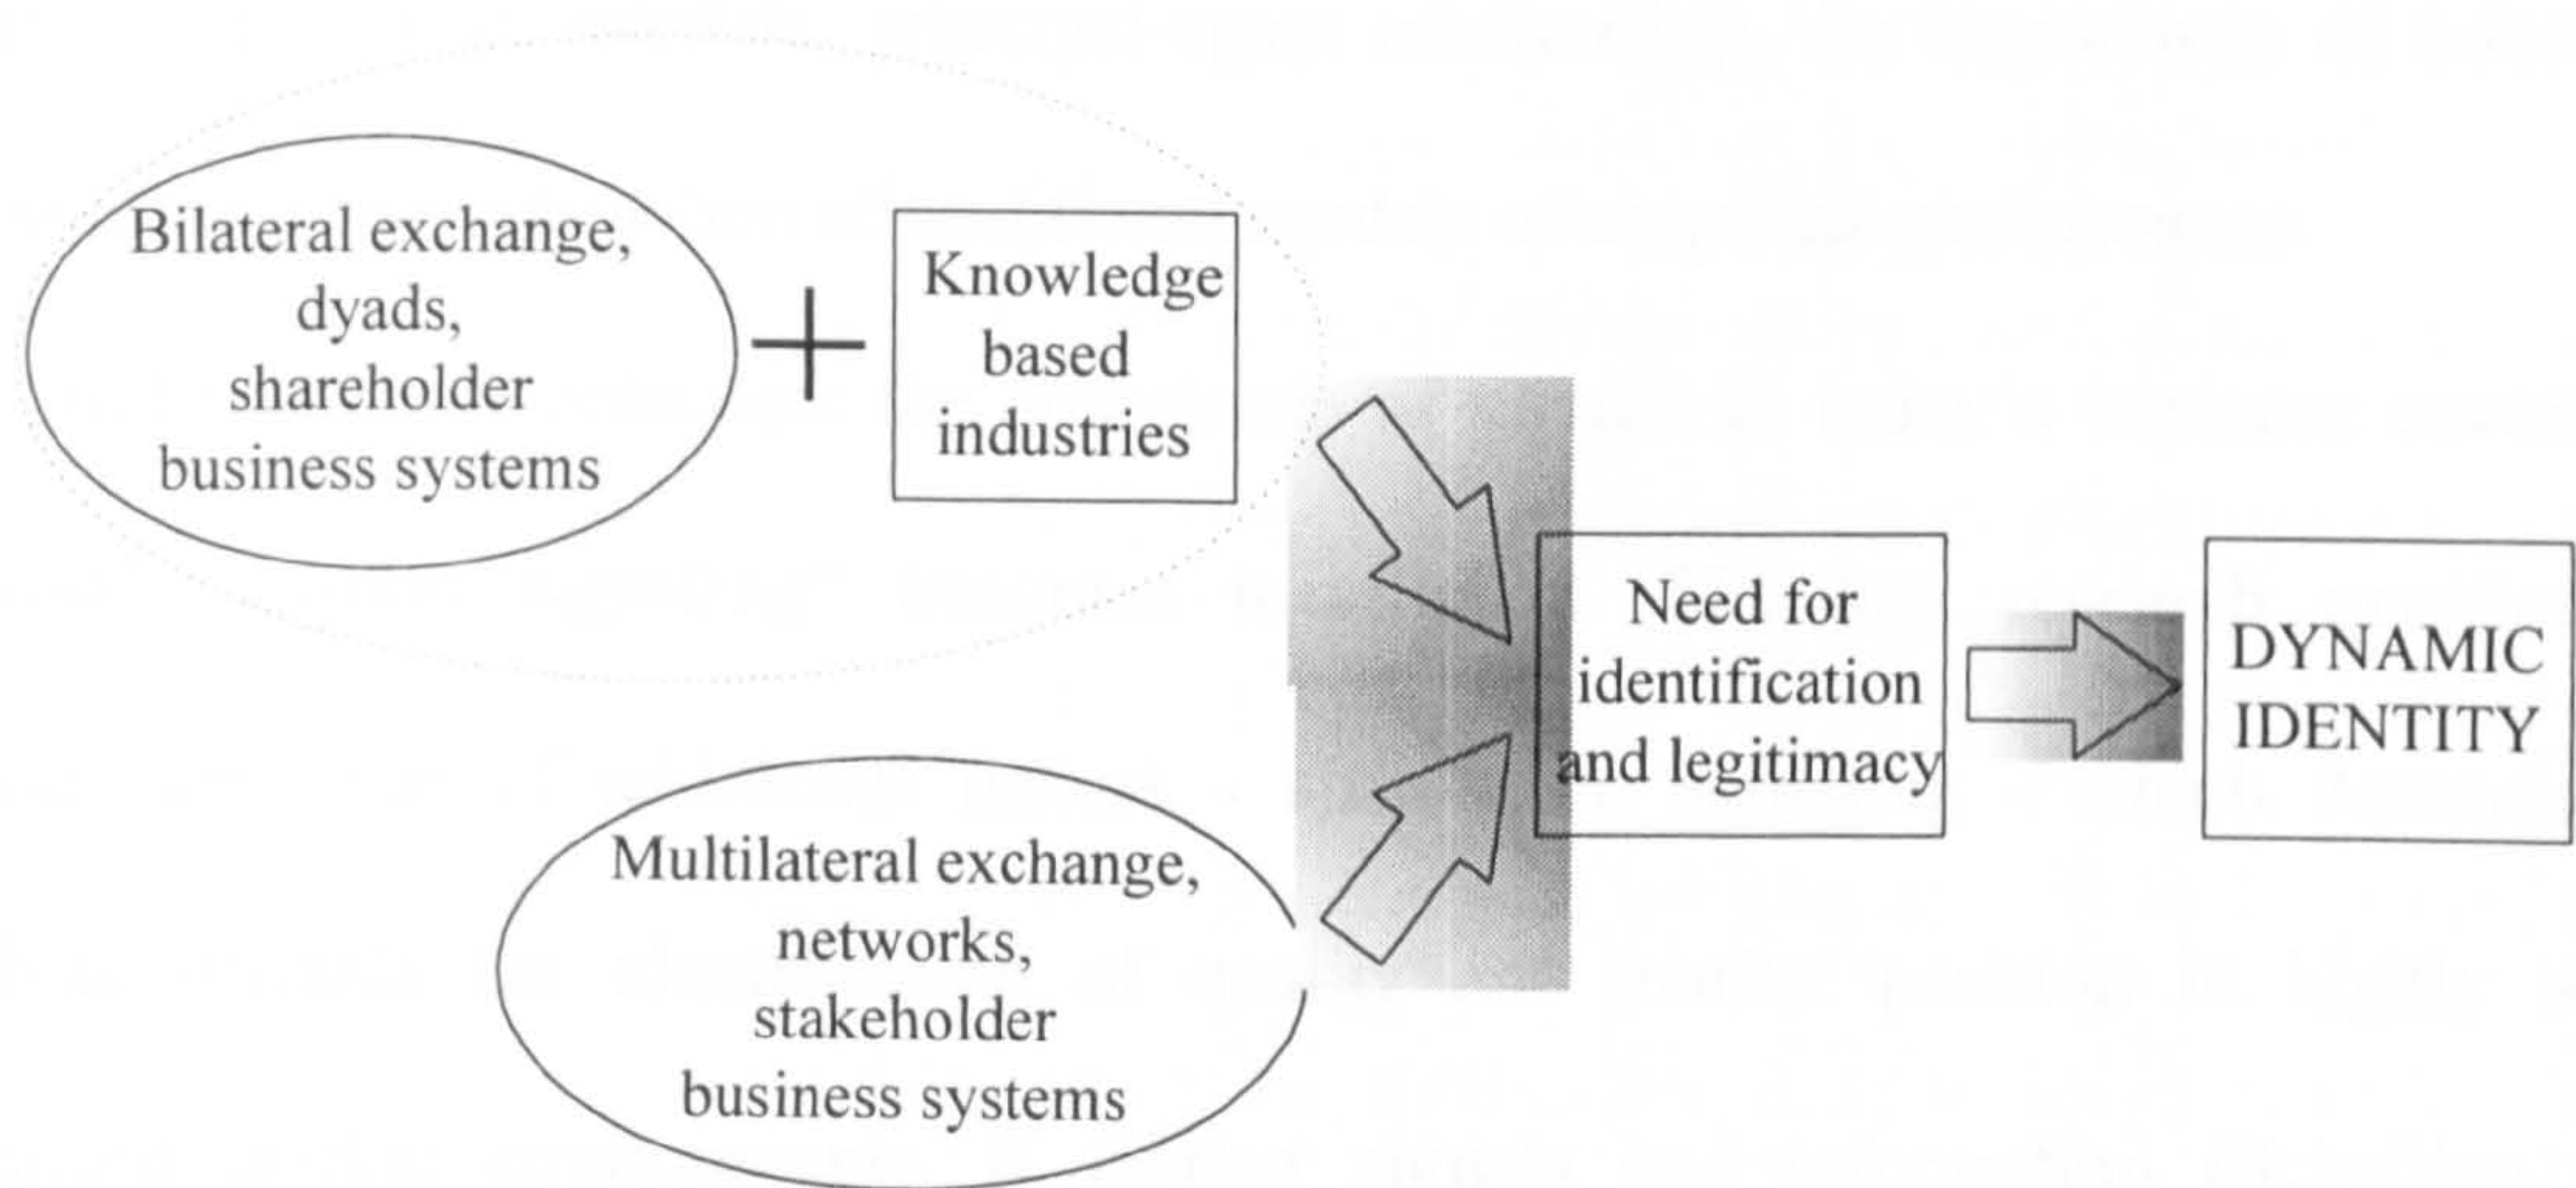 Bilateral exchange,
dyads,
shareholder
business systems
Knowledge
based
industries
Need for
identification
and legitimacy
DYNAMIC
IDENTITY
Multilateral exchange,
networks,
stakeholder
business systems